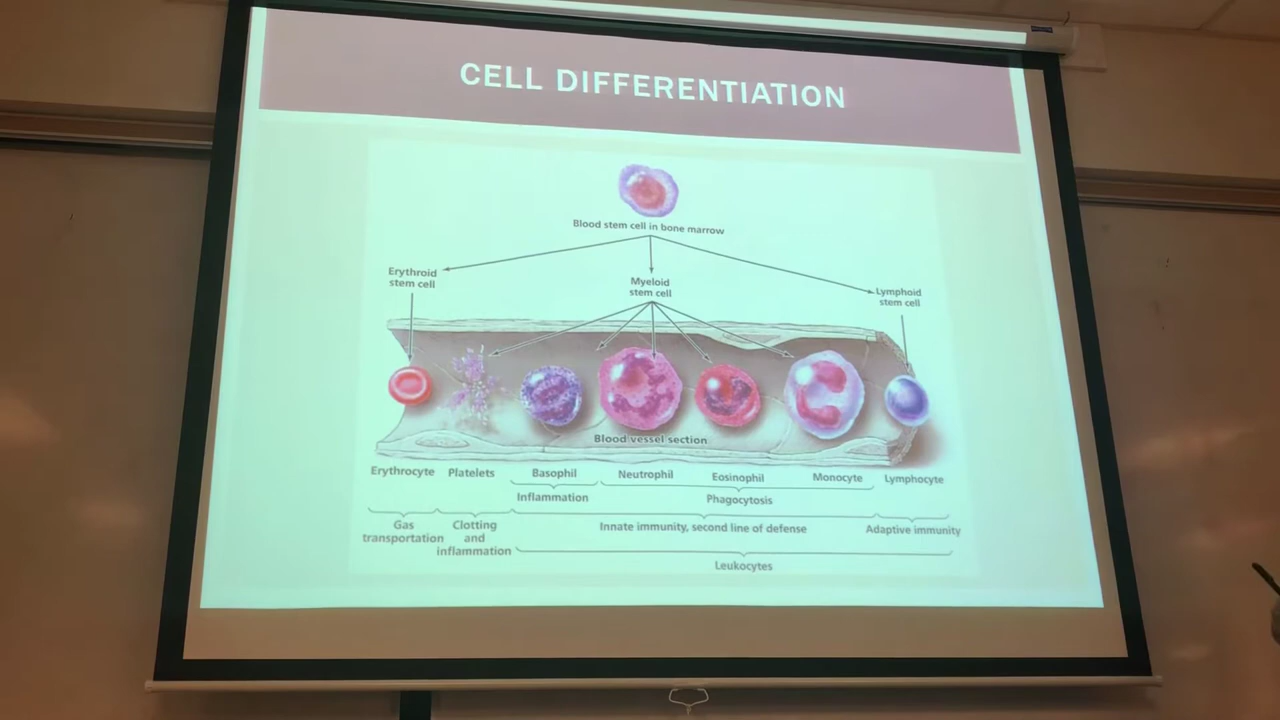 CELL DIFFERENTIATION
Blood stem cell in bone marrow
Erythroid
stem cell
Myeloid
stem cell
Lymphoid
stem cell
Blood vessel section
Erythrocyte
Platelets
Basophil
Neutrophil
Eosinophil
Monocyte
Lymphocyte
Inflammation
Phagocytosis
Gas
transportation
Clotting
and
inflammation
Innate immunity, second line of defense
Adaptive immunity
Leukocytes